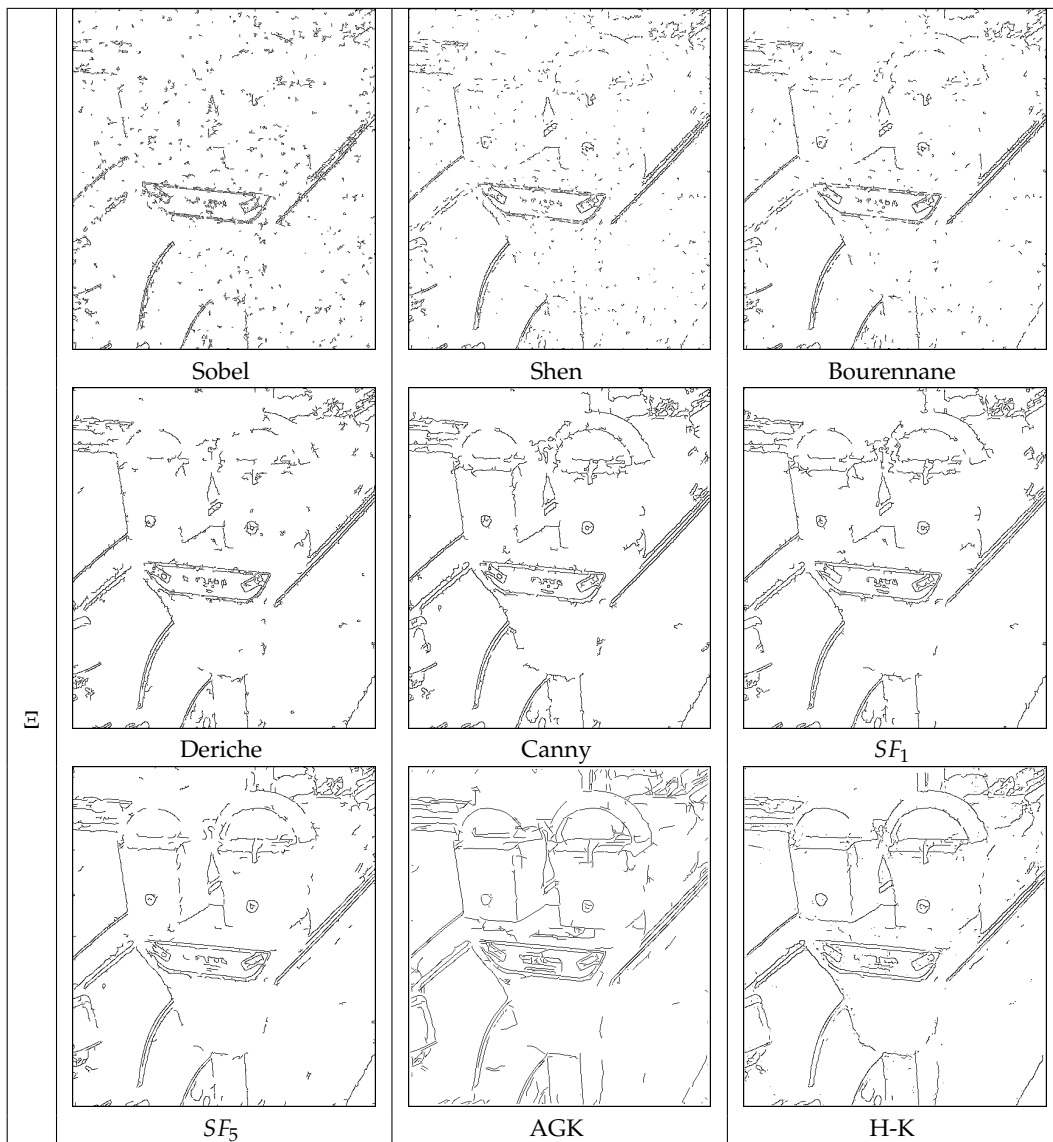 Sobel
Shen
Bourennane
Deriche
Canny
SF₁
Ξ
SF₅
AGK
H-K